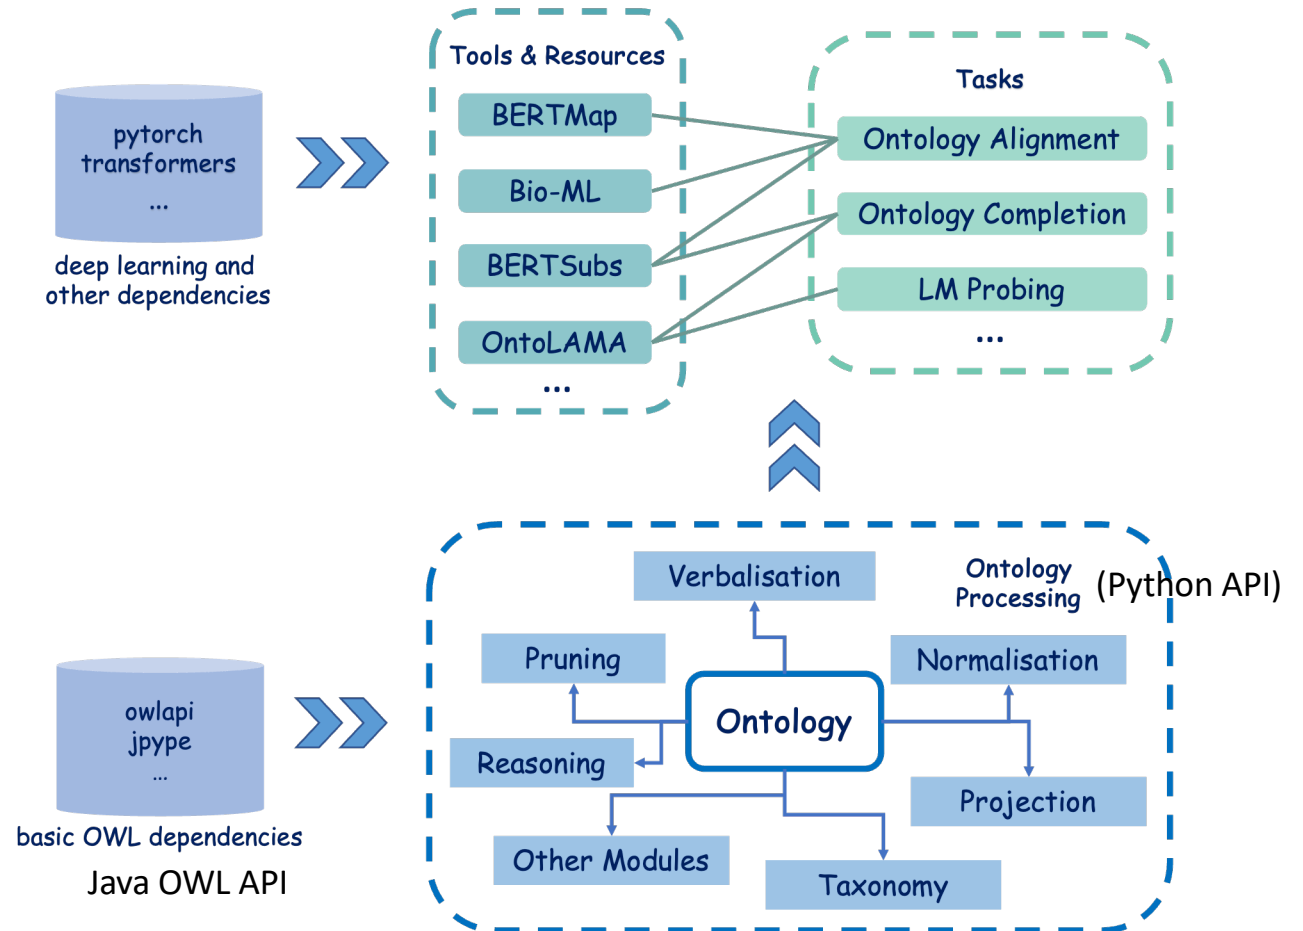 Tools & Resources
BERTMap
Bio-ML
BERTSubs
OntoLAMA
...
Tasks
Ontology Alignment
Ontology Completion
LM Probing
...
pytorch
transformers
...
deep learning and
other dependencies
Ontology
Processing
(Python API)
Verbalisation
Pruning
Normalisation
Ontology
Reasoning
Projection
Other Modules
Taxonomy
owlapi
jpype
...
basic OWL dependencies
Java OWL API